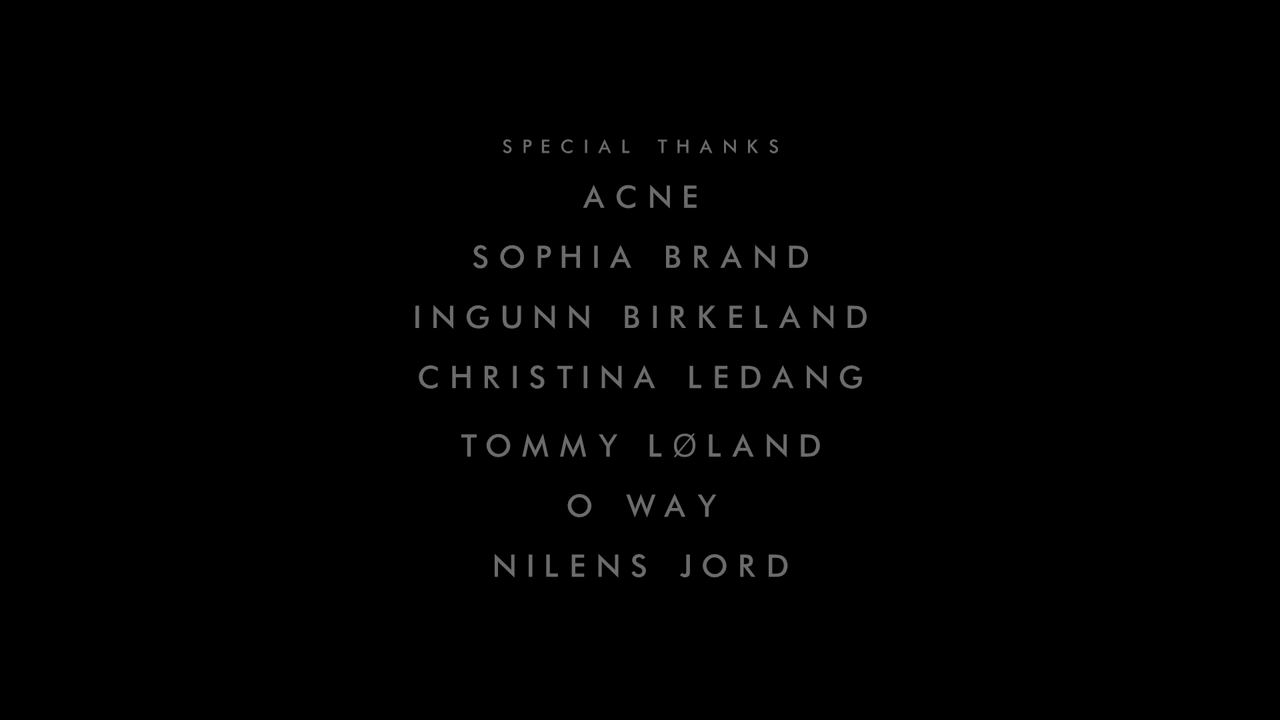 SPECIAL THANKS
ACNE
SOPHIA BRAND
INGUNN BIRKELAND
CHRISTINA LEDANG
TOMMY LØLAND
O WAY
NILENS JORD